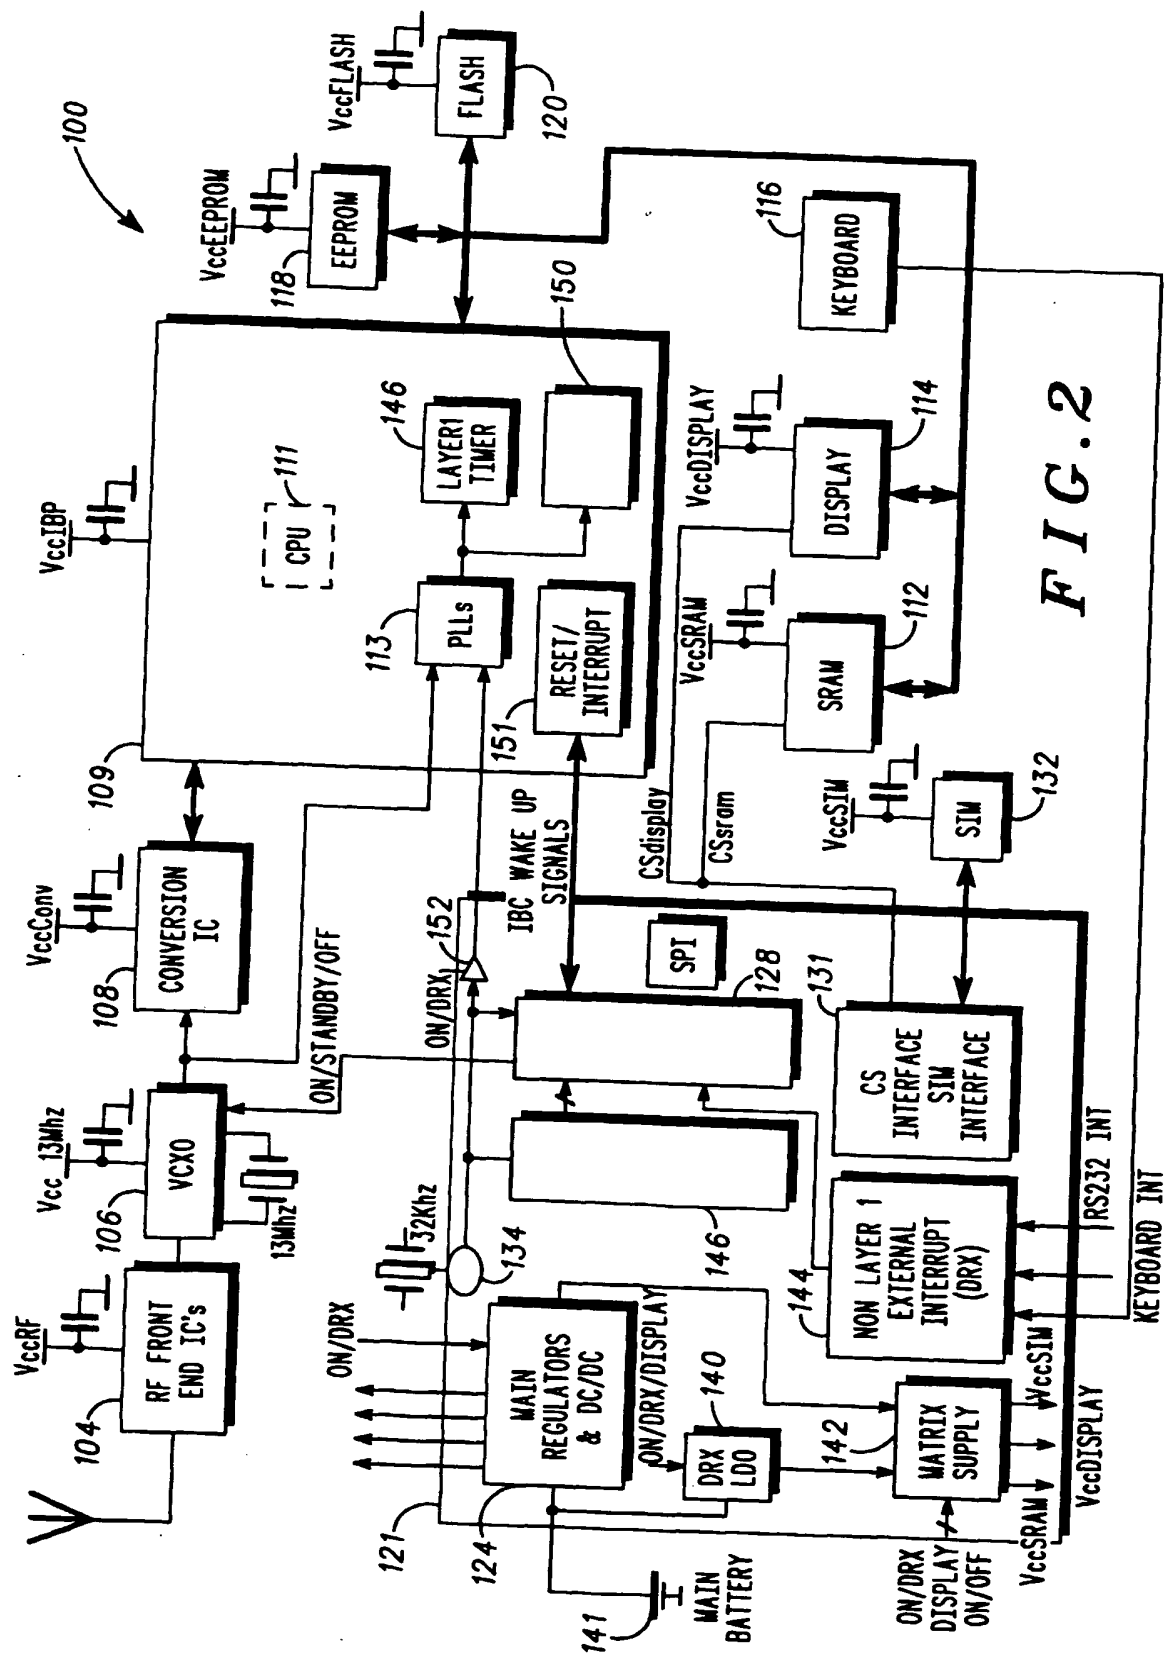 100
VccRF
RF FRONT
END IC's
104
Vcc 13Mhz
VCXO
106
13Mhz
VccConv
CONVERSION
IC
108
ON/STANDBY/OFF
109
VccIBP
CPU
111
PLLs
113
LAYER1
TIMER
146
150
RESET/
INTERRUPT
151
VccEEPROM
EEPROM
118
VccFLASH
FLASH
120
ON/DRX
32Khz
134
ON/DRX
152
IBC WAKE UP
SIGNALS
121
MAIN
REGULATORS
& DC/DC
124
141
MAIN
BATTERY
ON/DRX/DISPLAY
DRX
LDO
140
146
128
SPI
CSdisplay
CSsram
VccSRAM
SRAM
112
VccDISPLAY
DISPLAY
114
KEYBOARD
116
VccSIM
SIM
132
131
CS
INTERFACE
SIM
INTERFACE
144
NON LAYER 1
EXTERNAL
INTERRUPT
(DRX)
142
MATRIX
SUPPLY
ON/DRX
DISPLAY
ON/OFF
VccSRAM
VccDISPLAY
VccSIM
KEYBOARD INT
RS232 INT
FIG.2